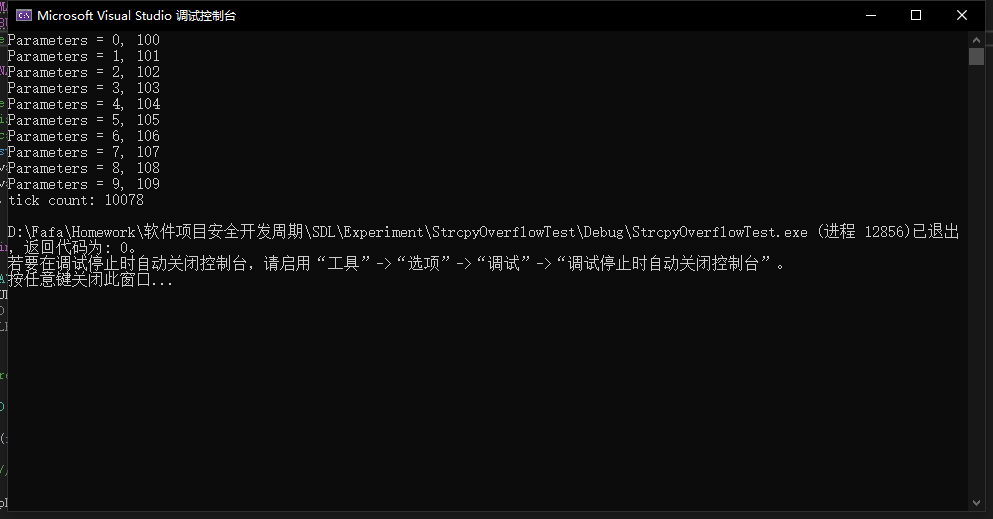 Microsoft Visual Studio 调试控制台
Parameters = 0, 100
Parameters = 1, 101
Parameters = 2, 102
Parameters = 3, 103
Parameters = 4, 104
Parameters = 5, 105
Parameters = 6, 106
Parameters = 7, 107
Parameters = 8, 108
Parameters = 9, 109
tick count: 10078
D:\Fafa\Homework\软件项目安全开发周期\SDL\Experiment\StrcpyOverflowTest\Debug\StrcpyOverflowTest.exe (进程 12856)已退出
，返回代码为: 0。
若要在调试停止时自动关闭控制台，请启用“工具”->“选项”->“调试”->“调试停止时自动关闭控制台”。
按任意键关闭此窗口...